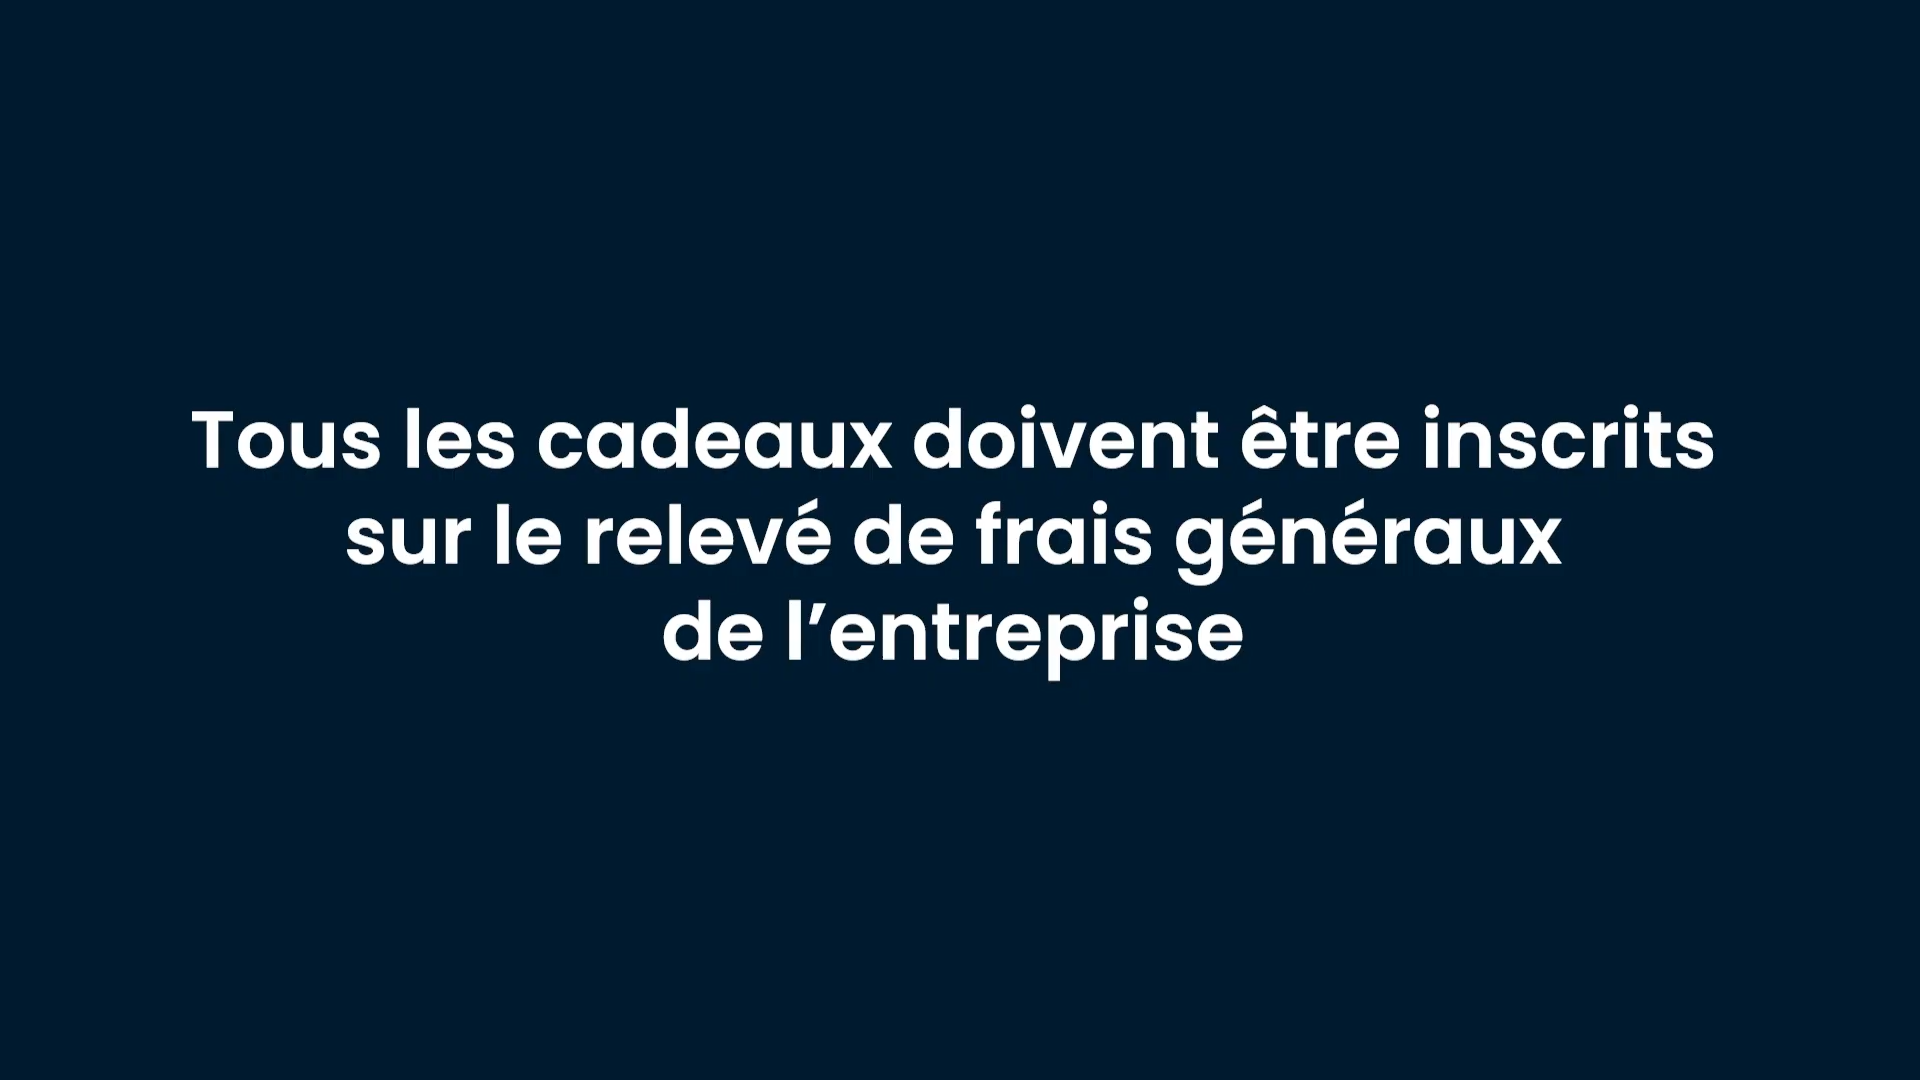 Tous les cadeaux doivent être inscrits
sur le relevé de frais généraux
de l’entreprise